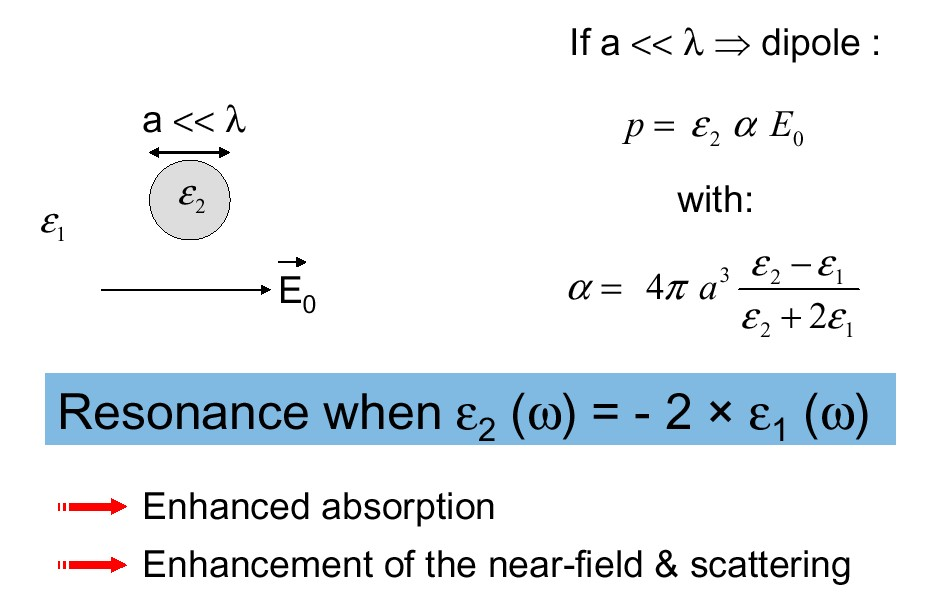 If a << λ ⇒ dipole :
a << λ
p = ε₂ α E₀
ε₂
with:
ε₁
E₀
α = 4π a³ (ε₂ − ε₁) / (ε₂ + 2ε₁)
Resonance when ε₂ (ω) = - 2 × ε₁ (ω)
Enhanced absorption
Enhancement of the near-field & scattering